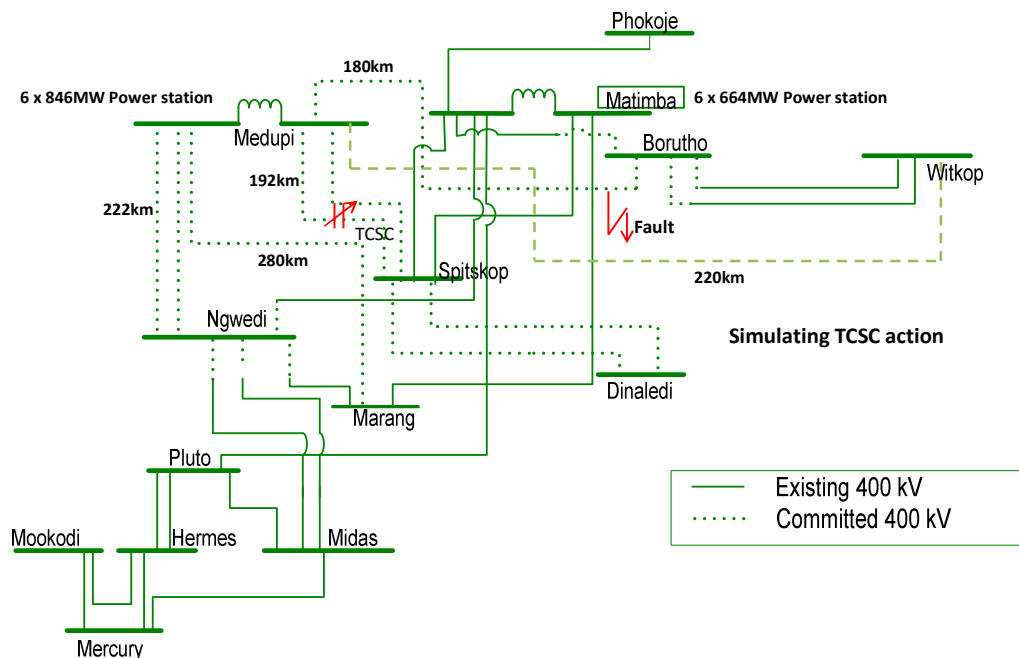 Phokoje
180km
6 x 846MW Power station
Matimba
6 x 664MW Power station
Medupi
Borutho
Witkop
192km
222km
TCSC
Fault
280km
Spitskop
220km
Ngwedi
Simulating TCSC action
Dinaledi
Marang
Pluto
Existing 400 kV
Committed 400 kV
Mookodi
Hermes
Midas
Mercury